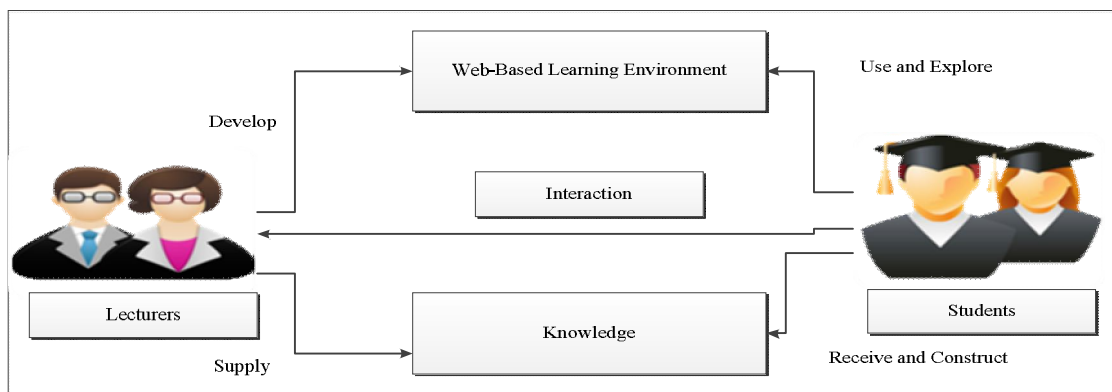 Web-Based Learning Environment
Use and Explore
Develop
Interaction
Lecturers
Knowledge
Students
Supply
Receive and Construct